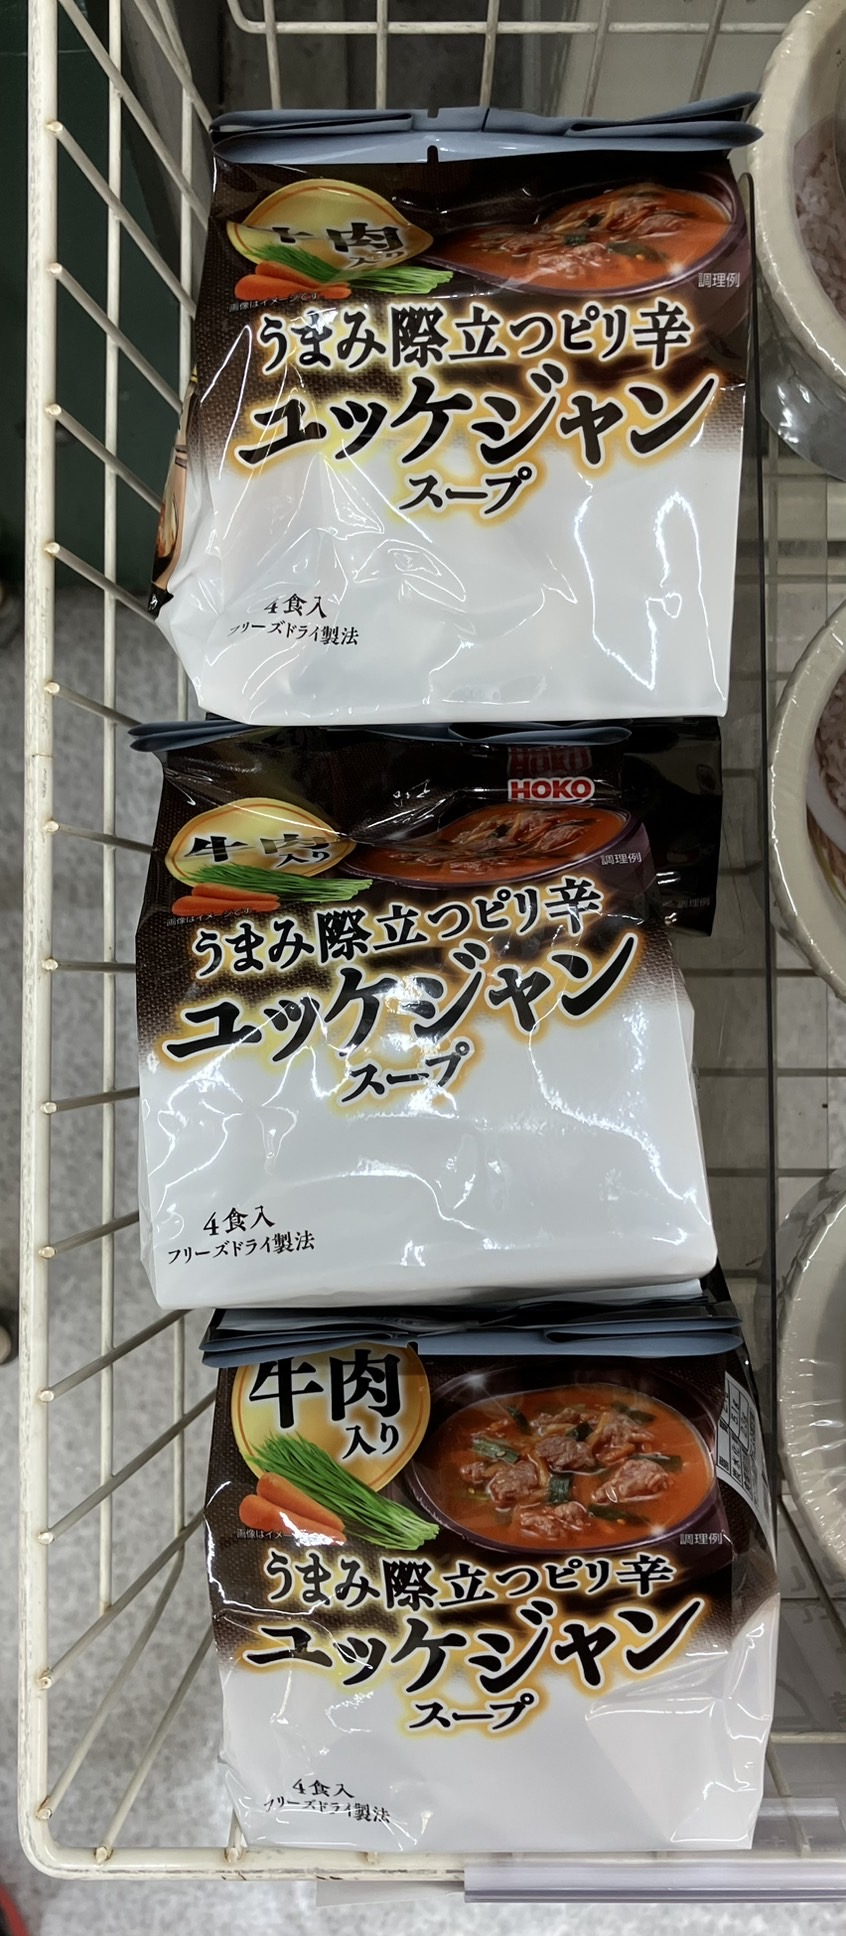 肉
入り
調理例
画像はイメージです
うまみ際立つピリ辛
ユッケジャン
スープ
4食入
フリーズドライ製法
HOKO
牛肉
入り
調理例
画像はイメージです
うまみ際立つピリ辛
ユッケジャン
スープ
4食入
フリーズドライ製法
牛肉
入り
画像はイメー
調理例
うまみ際立つピリ辛
ユッケジャン
スープ
4食入
フリーズドライ製法